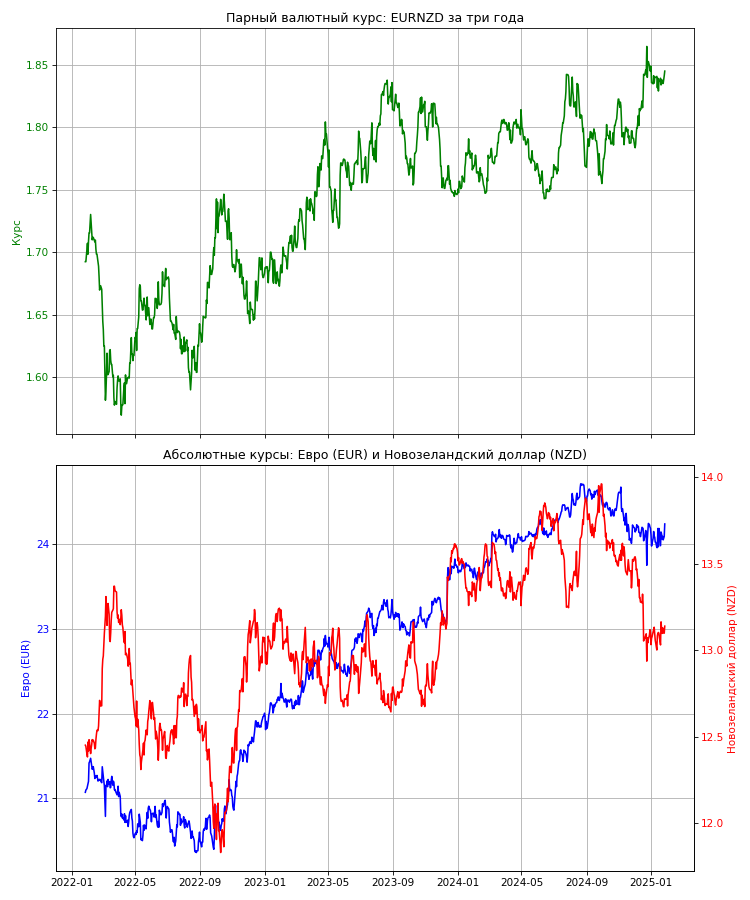 Парный валютный курс: EURNZD за три года
1.85
1.80
1.75
1.70
1.65
1.60
Курс
Абсолютные курсы: Евро (EUR) и Новозеландский доллар (NZD)
24
23
22
21
Евро (EUR)
14.0
13.5
13.0
12.5
12.0
Новозеландский доллар (NZD)
2022-01 2022-05 2022-09 2023-01 2023-05 2023-09 2024-01 2024-05 2024-09 2025-01